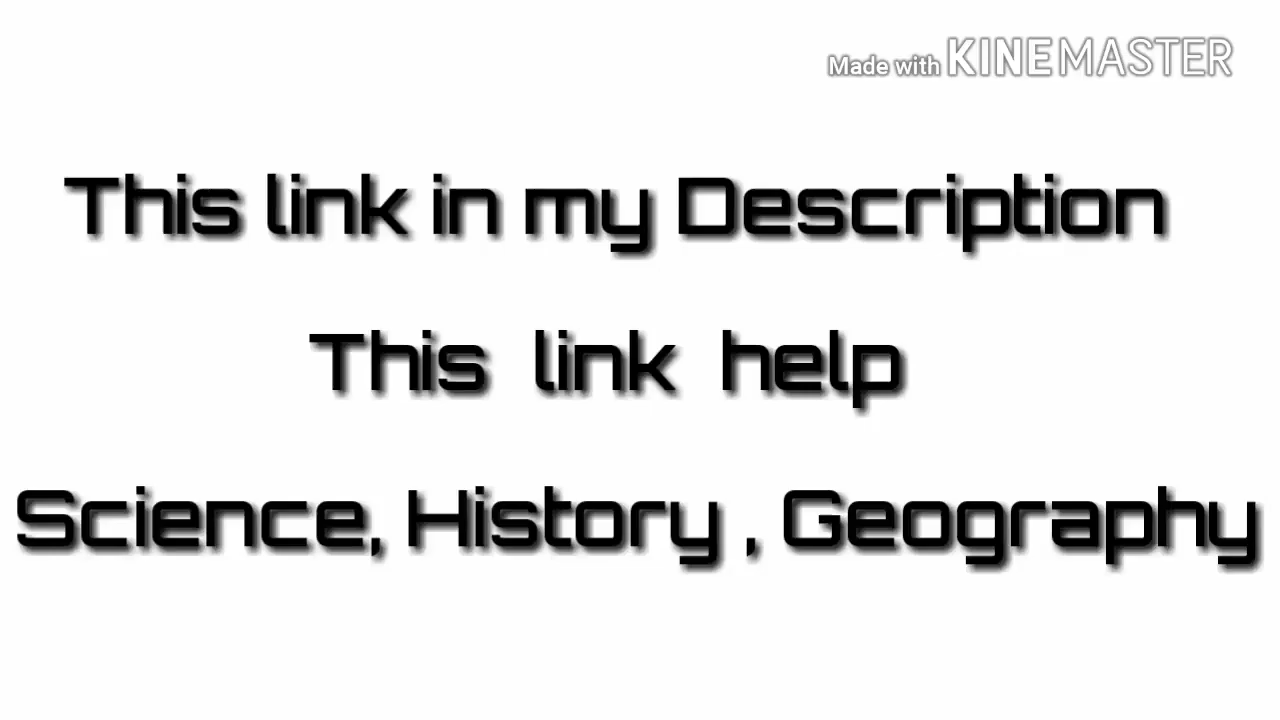 Made with KINEMASTER
This link in my Description
This link help
Science, History , Geography